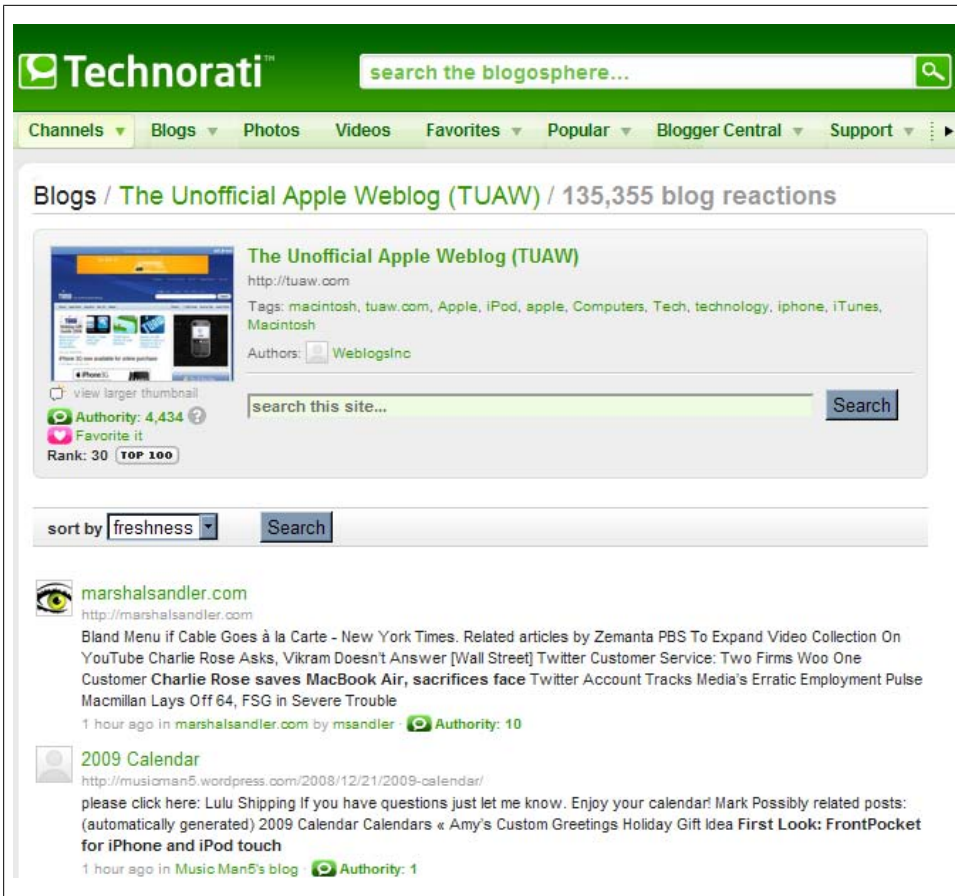 Technorati™
search the blogosphere...
Channels Blogs Photos Videos Favorites Popular Blogger Central Support
Blogs / The Unofficial Apple Weblog (TUAW) / 135,355 blog reactions
The Unofficial Apple Weblog (TUAW)
http://tuaw.com
Tags: macintosh, tuaw.com, Apple, iPod, apple, Computers, Tech, technology, iphone, iTunes,
Macintosh
Authors: WeblogsInc
view larger thumbnail
Authority: 4,434 ?
Favorite it
Rank: 30 TOP 100
search this site... Search
sort by freshness Search
marshalsandler.com
http://marshalsandler.com
Bland Menu if Cable Goes à la Carte - New York Times. Related articles by Zemanta PBS To Expand Video Collection On
YouTube Charlie Rose Asks, Vikram Doesn't Answer [Wall Street] Twitter Customer Service: Two Firms Woo One
Customer Charlie Rose saves MacBook Air, sacrifices face Twitter Account Tracks Media's Erratic Employment Pulse
Macmillan Lays Off 64, FSG in Severe Trouble
1 hour ago in marshalsandler.com by msandler · Authority: 10
2009 Calendar
http://musicman5.wordpress.com/2008/12/21/2009-calendar/
please click here: Lulu Shipping If you have questions just let me know. Enjoy your calendar! Mark Possibly related posts:
(automatically generated) 2009 Calendar Calendars « Amy's Custom Greetings Holiday Gift Idea First Look: FrontPocket
for iPhone and iPod touch
1 hour ago in Music Man5's blog · Authority: 1